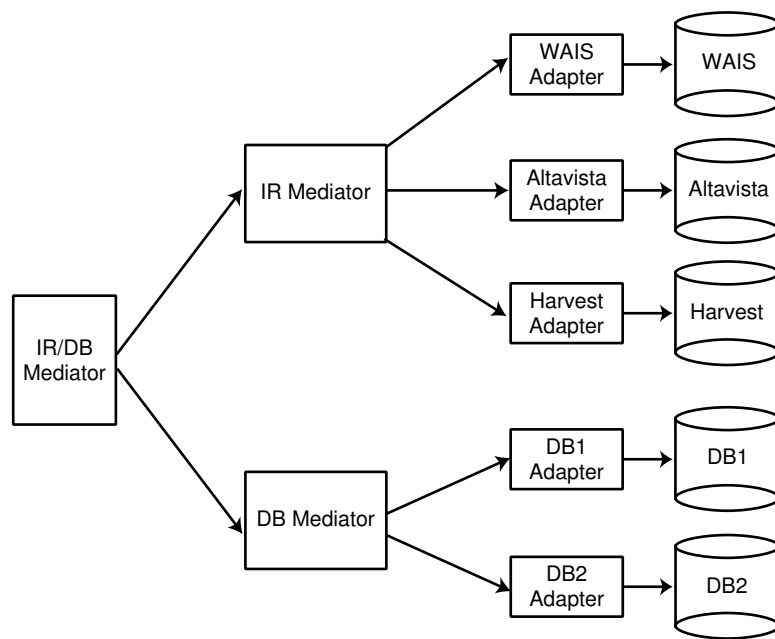 WAIS
Adapter
WAIS
IR Mediator
Altavista
Adapter
Altavista
Harvest
Adapter
Harvest
IR/DB
Mediator
DB1
Adapter
DB1
DB Mediator
DB2
Adapter
DB2